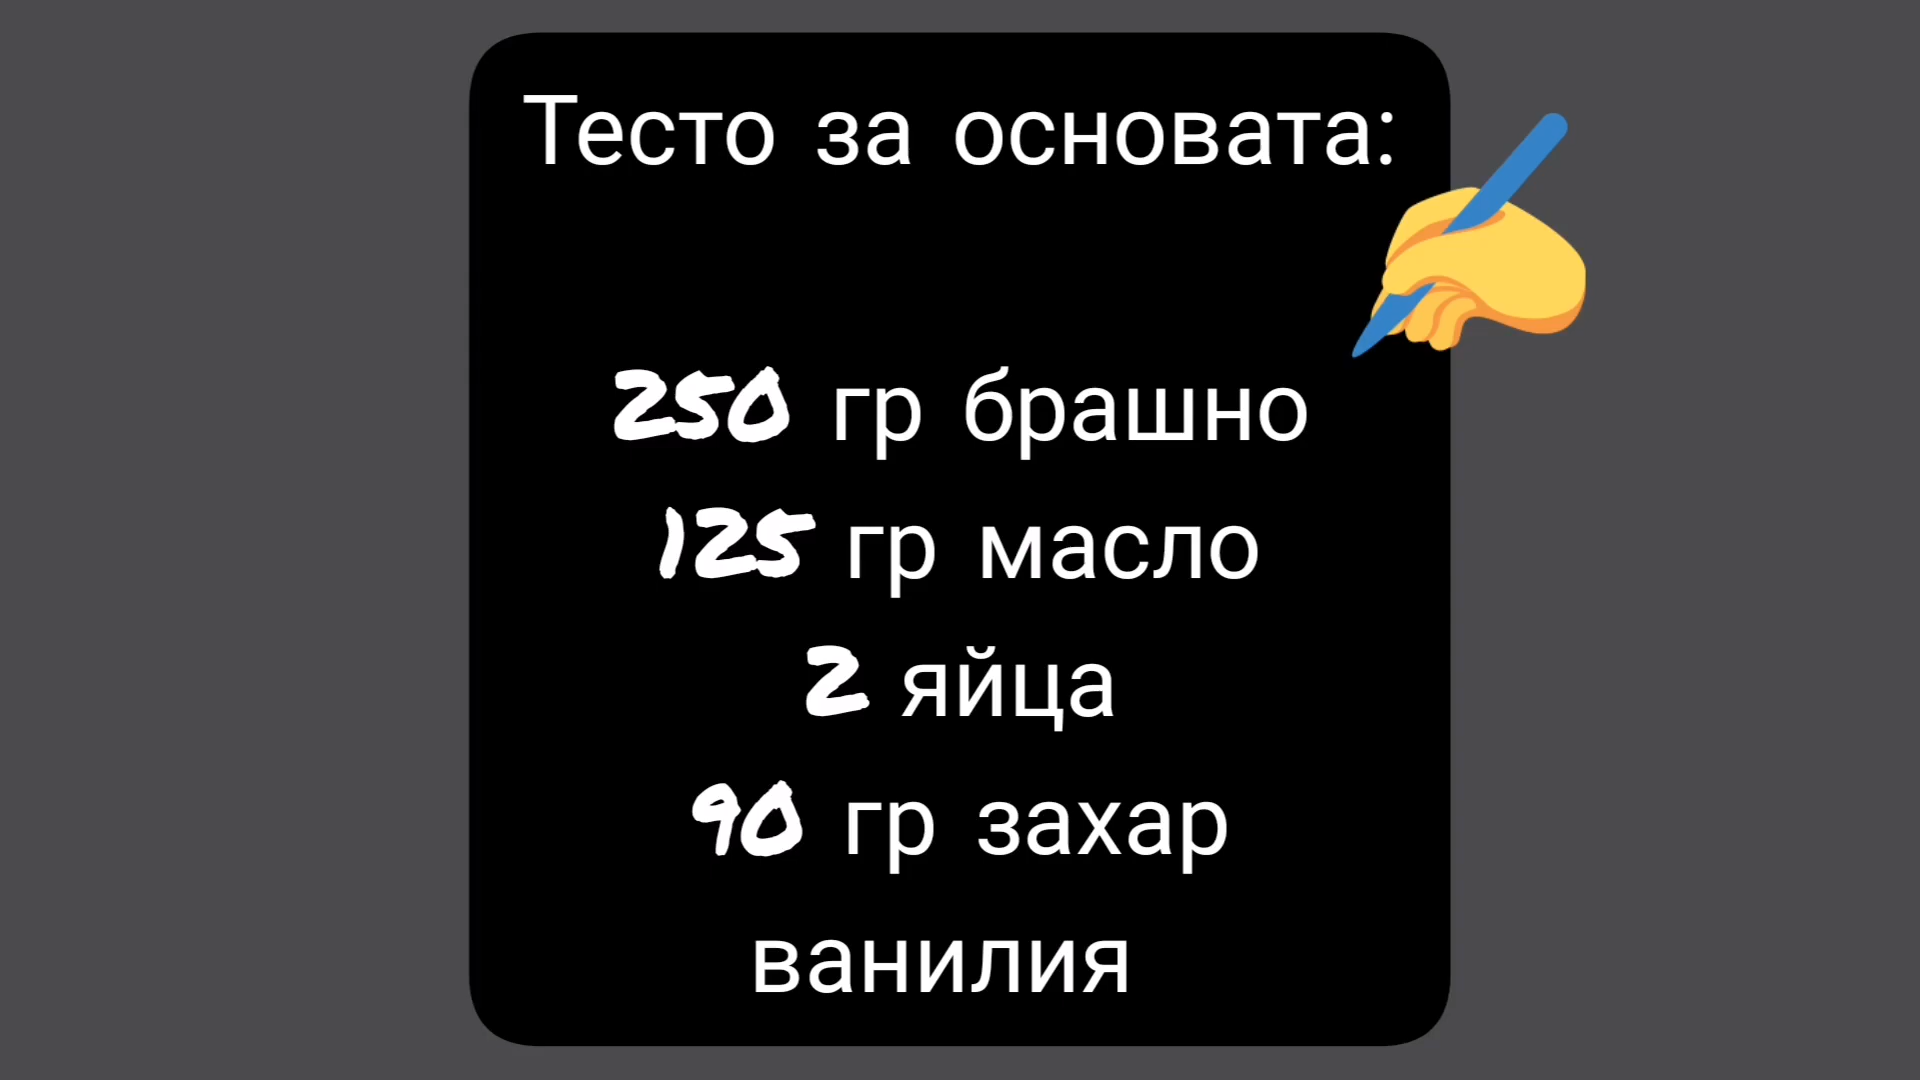 Тесто за основата:
250 гр брашно
125 гр масло
2 яйца
90 гр захар
ванилия